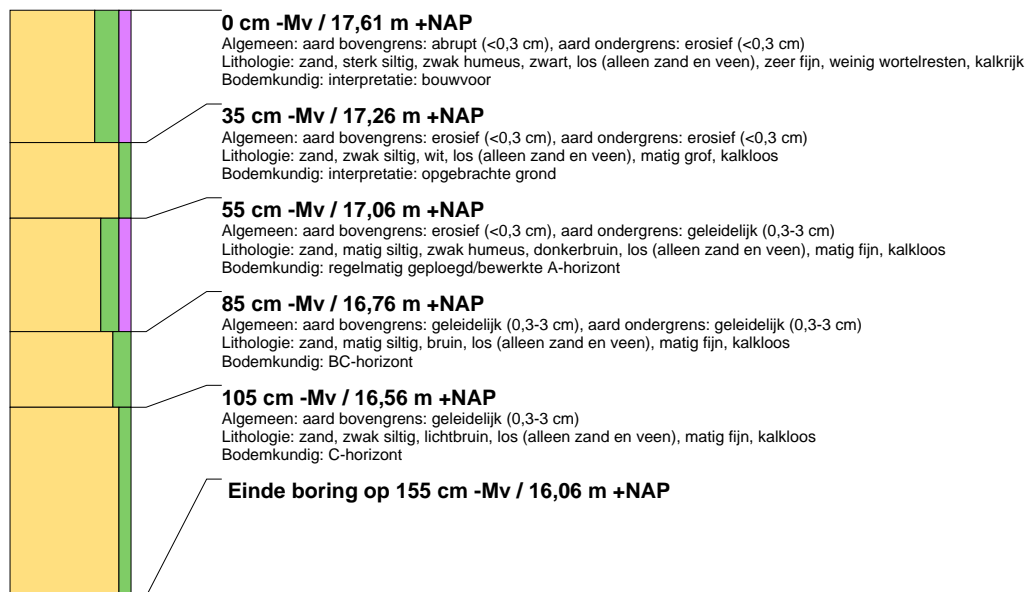 0 cm -Mv / 17,61 m +NAP
Algemeen: aard bovengrens: abrupt (<0,3 cm), aard ondergrens: erosief (<0,3 cm)
Lithologie: zand, sterk siltig, zwak humeus, zwart, los (alleen zand en veen), zeer fijn, weinig wortelresten, kalkrijk
Bodemkundig: interpretatie: bouwvoor
35 cm -Mv / 17,26 m +NAP
Algemeen: aard bovengrens: erosief (<0,3 cm), aard ondergrens: erosief (<0,3 cm)
Lithologie: zand, zwak siltig, wit, los (alleen zand en veen), matig grof, kalkloos
Bodemkundig: interpretatie: opgebrachte grond
55 cm -Mv / 17,06 m +NAP
Algemeen: aard bovengrens: erosief (<0,3 cm), aard ondergrens: geleidelijk (0,3-3 cm)
Lithologie: zand, matig siltig, zwak humeus, donkerbruin, los (alleen zand en veen), matig fijn, kalkloos
Bodemkundig: regelmatig geploegd/bewerkte A-horizont
85 cm -Mv / 16,76 m +NAP
Algemeen: aard bovengrens: geleidelijk (0,3-3 cm), aard ondergrens: geleidelijk (0,3-3 cm)
Lithologie: zand, matig siltig, bruin, los (alleen zand en veen), matig fijn, kalkloos
Bodemkundig: BC-horizont
105 cm -Mv / 16,56 m +NAP
Algemeen: aard bovengrens: geleidelijk (0,3-3 cm)
Lithologie: zand, zwak siltig, lichtbruin, los (alleen zand en veen), matig fijn, kalkloos
Bodemkundig: C-horizont
Einde boring op 155 cm -Mv / 16,06 m +NAP